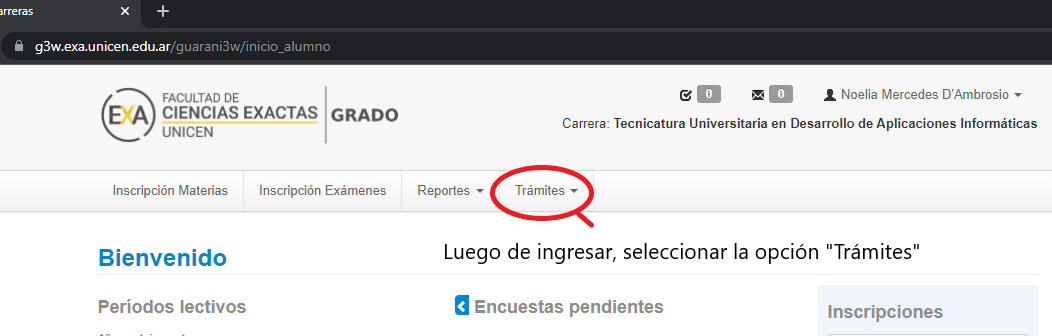 arreras
g3w.exa.unicen.edu.ar/guarani3w/inicio_alumno
EXA
FACULTAD DE
CIENCIAS EXACTAS
UNICEN
GRADO
0 0 Noelia Mercedes D'Ambrosio
Carrera: Tecnicatura Universitaria en Desarrollo de Aplicaciones Informáticas
Inscripción Materias Inscripción Exámenes Reportes Trámites
Bienvenido
Luego de ingresar, seleccionar la opción "Trámites"
Períodos lectivos
Encuestas pendientes
Inscripciones